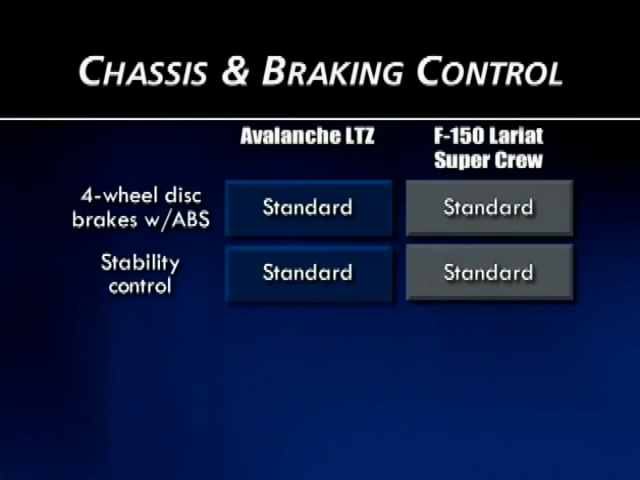 CHASSIS & BRAKING CONTROL
Avalanche LTZ
F-150 Lariat
Super Crew
4-wheel disc
brakes w/ABS
Standard
Standard
Stability
control
Standard
Standard